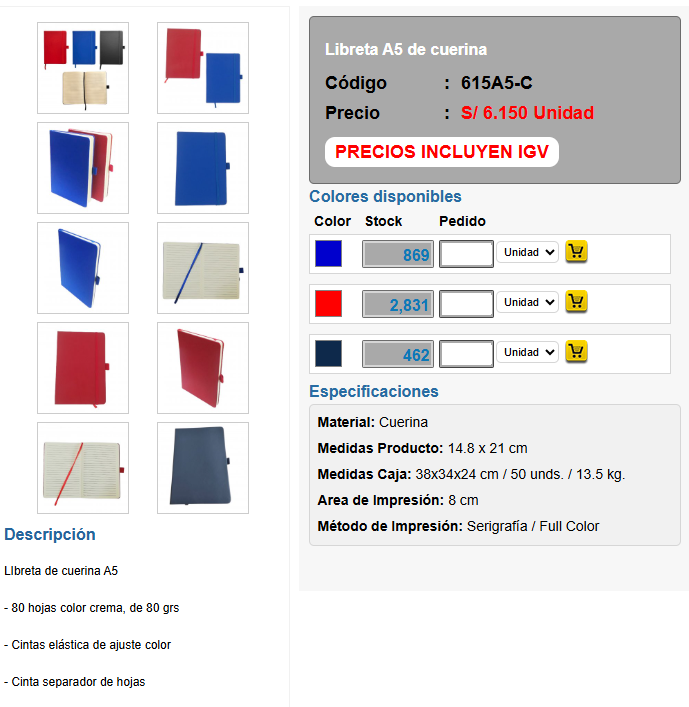 Libreta A5 de cuerina
Código : 615A5-C
Precio : S/ 6.150 Unidad
PRECIOS INCLUYEN IGV
Colores disponibles
Color Stock Pedido
869 Unidad
2,831 Unidad
462 Unidad
Especificaciones
Material: Cuerina
Medidas Producto: 14.8 x 21 cm
Medidas Caja: 38x34x24 cm / 50 unds. / 13.5 kg.
Area de Impresión: 8 cm
Método de Impresión: Serigrafía / Full Color
Descripción
LIbreta de cuerina A5
- 80 hojas color crema, de 80 grs
- Cintas elástica de ajuste color
- Cinta separador de hojas